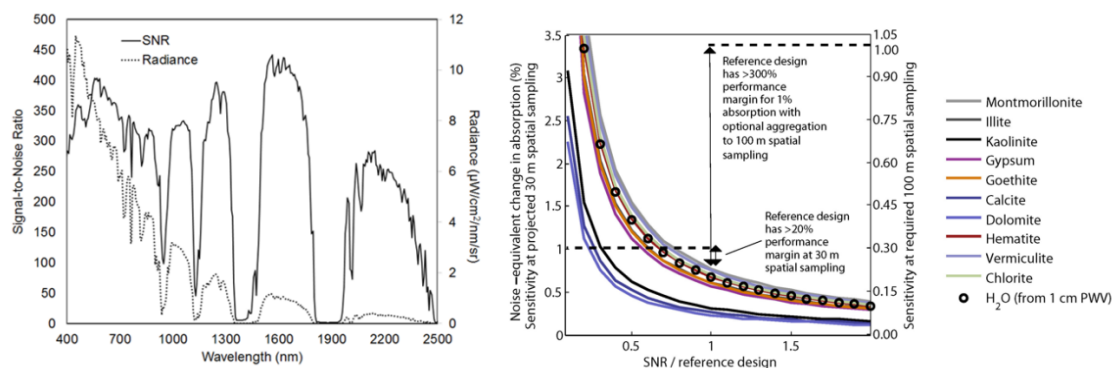 500
450
400
350
300
250
200
150
100
50
0
Signal-to-Noise Ratio
SNR
Radiance
12
10
8
6
4
2
0
Radiance (µW/cm²/nm/sr)
400 700 1000 1300 1600 1900 2200 2500
Wavelength (nm)
Noise –equivalent change in absorption (%)
Sensitivity at projected 30 m spatial sampling
3.5
3
2.5
2
1.5
1
0.5
0
Reference design
has >300%
performance
margin for 1%
absorption with
optional aggregation
to 100 m spatial
sampling
Reference design
has >20%
performance
margin at 30 m
spatial sampling
1.05
1.00
0.90
0.75
0.60
0.45
0.30
0.15
0.00
Sensitivity at required 100 m spatial sampling
0.5 1 1.5
SNR / reference design
Montmorillonite
Illite
Kaolinite
Gypsum
Goethite
Calcite
Dolomite
Hematite
Vermiculite
Chlorite
H₂O (from 1 cm PWV)